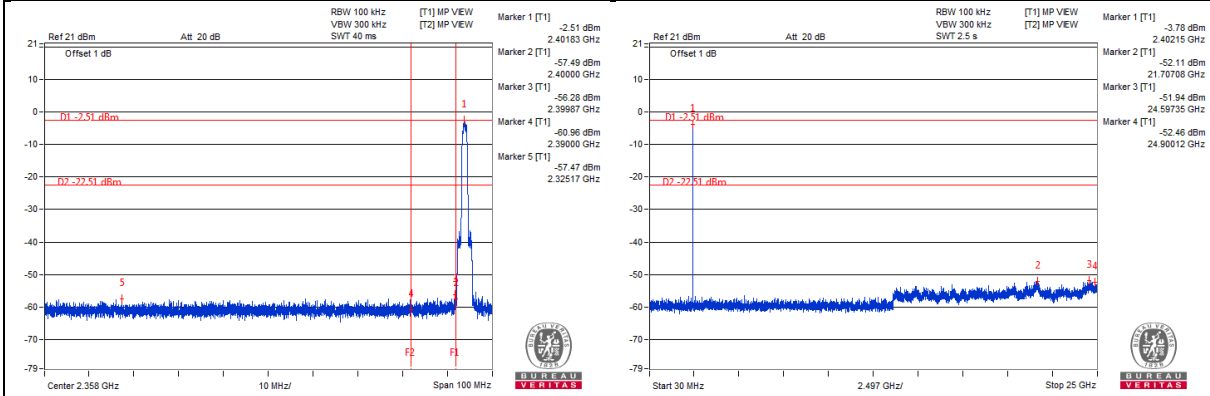 RBW 100 kHz [T1] MP VIEW
VBW 300 kHz [T2] MP VIEW
Ref 21 dBm Att 20 dB SWT 40 ms
Marker 1 [T1]
-2.51 dBm
2.40183 GHz
Marker 2 [T1]
-57.49 dBm
2.40000 GHz
Marker 3 [T1]
-56.28 dBm
2.39987 GHz
Marker 4 [T1]
-60.96 dBm
2.39000 GHz
Marker 5 [T1]
-57.47 dBm
2.32517 GHz
21
Offset 1 dB
10
0
D1 -2.51 dBm
-10
-20
D2 -22.51 dBm
-30
-40
-50
-60
-70
-79
1
2
4
5
F2
F1
Center 2.358 GHz 10 MHz/ Span 100 MHz
BUREAU VERITAS
1828
BUREAU
VERITAS
RBW 100 kHz [T1] MP VIEW
VBW 300 kHz [T2] MP VIEW
Ref 21 dBm Att 20 dB SWT 2.5 s
Marker 1 [T1]
-3.78 dBm
2.40215 GHz
Marker 2 [T1]
-52.11 dBm
21.70708 GHz
Marker 3 [T1]
-51.94 dBm
24.59735 GHz
Marker 4 [T1]
-52.46 dBm
24.90012 GHz
21
Offset 1 dB
10
0
D1 -2.51 dBm
-10
-20
D2 -22.51 dBm
-30
-40
-50
-60
-70
-79
1
2
3
4
Start 30 MHz 2.497 GHz/ Stop 25 GHz
BUREAU VERITAS
1828
BUREAU
VERITAS